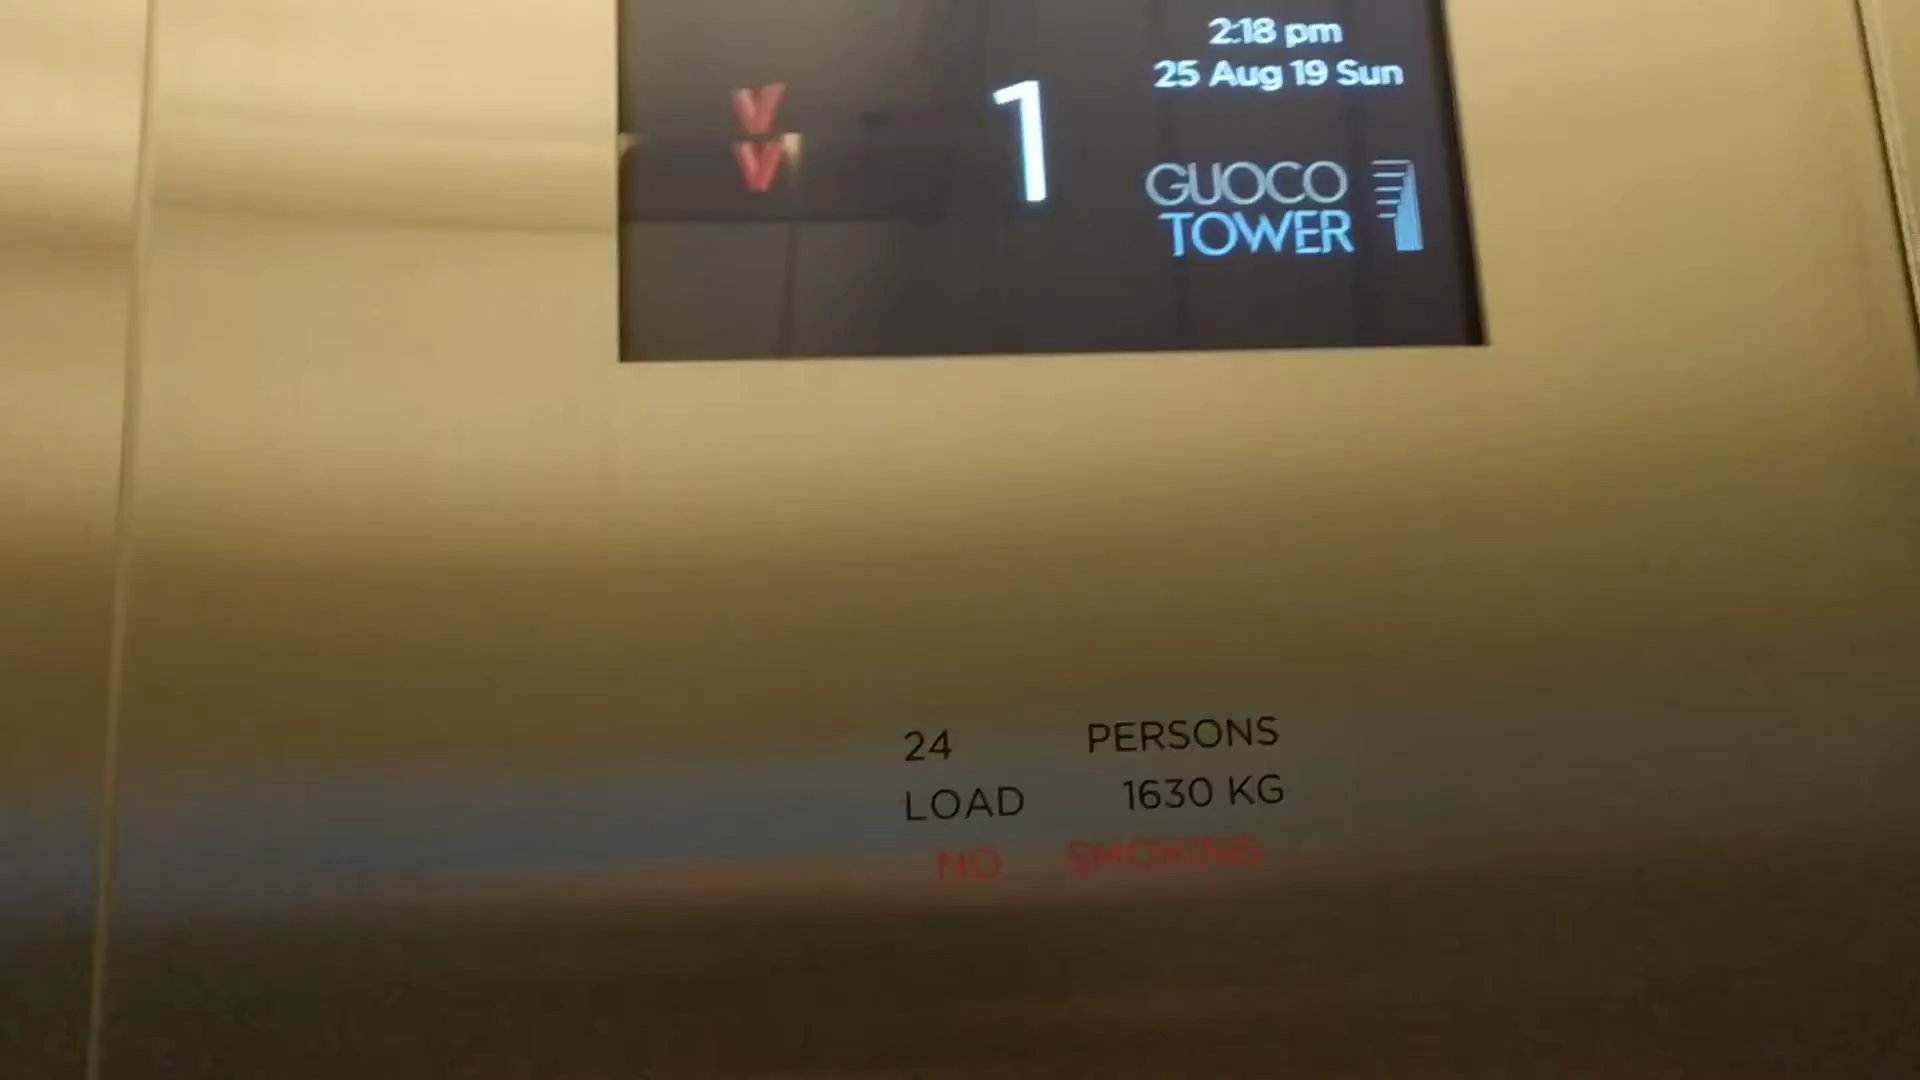 1
2:18 pm
25 Aug 19 Sun
GUOCO
TOWER
24 PERSONS
LOAD 1630 KG
NO SMOKING